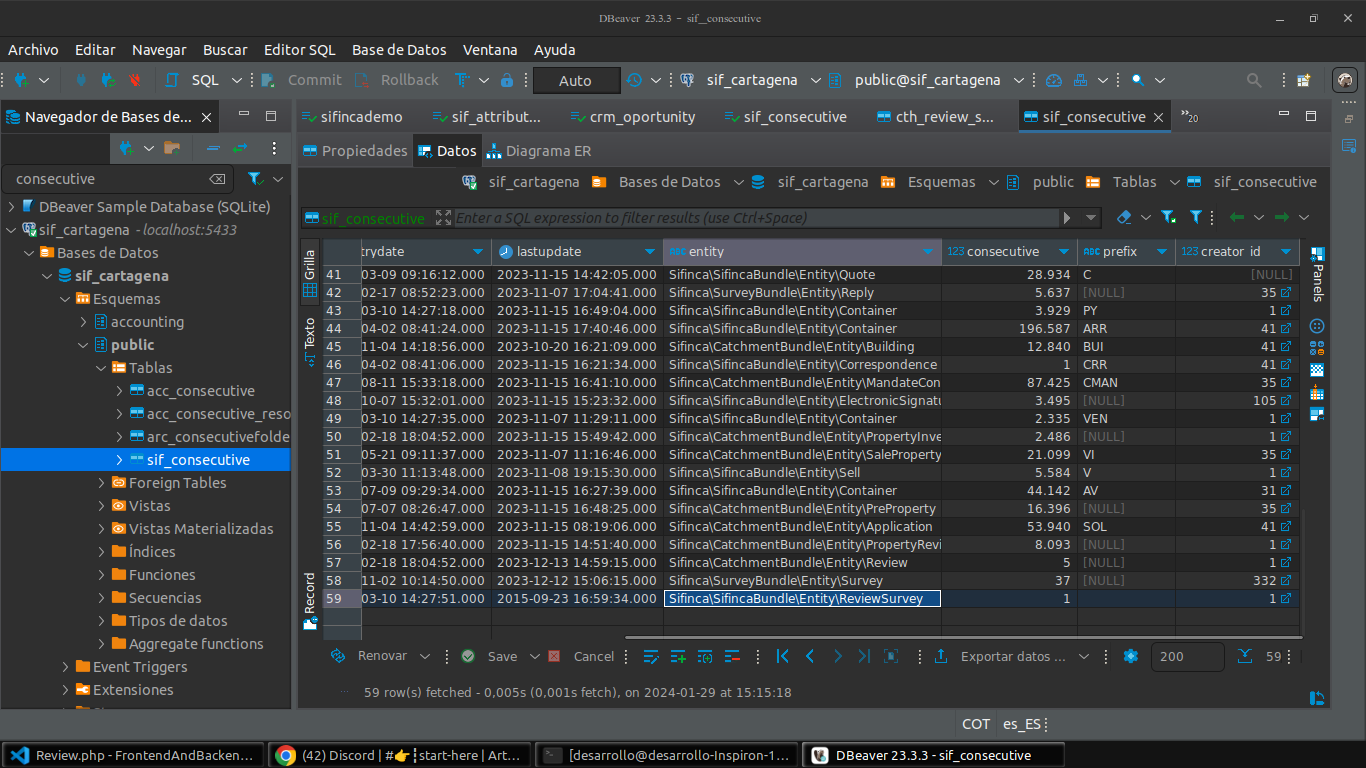 DBeaver 23.3.3 - sif_consecutive
Archivo Editar Navegar Buscar Editor SQL Base de Datos Ventana Ayuda
SQL Commit Rollback Auto sif_cartagena public@sif_cartagena
Navegador de Bases de...
sifincademo sif_attribut... crm_oportunity sif_consecutive cth_review_s... sif_consecutive »20
Propiedades Datos Diagrama ER
consecutive
sif_cartagena Bases de Datos sif_cartagena Esquemas public Tablas sif_consecutive
sif_consecutive Enter a SQL expression to filter results (use Ctrl+Space)
DBeaver Sample Database (SQLite)
sif_cartagena - localhost:5433
Bases de Datos
sif_cartagena
Esquemas
accounting
public
Tablas
acc_consecutive
acc_consecutive_reso
arc_consecutivefolde
sif_consecutive
Foreign Tables
Vistas
Vistas Materializadas
Índices
Funciones
Secuencias
Tipos de datos
Aggregate functions
Event Triggers
Extensiones
Grilla
Texto
Record
Panels
trydate lastupdate ABC entity 123 consecutive ABC prefix 123 creator_id
41 03-09 09:16:12.000 2023-11-15 14:42:05.000 Sifinca\SifincaBundle\Entity\Quote 28.934 C [NULL]
42 02-17 08:52:23.000 2023-11-07 17:04:41.000 Sifinca\SurveyBundle\Entity\Reply 5.637 [NULL] 35
43 03-10 14:27:18.000 2023-11-15 16:49:04.000 Sifinca\SifincaBundle\Entity\Container 3.929 PY 1
44 04-02 08:41:24.000 2023-11-15 17:40:46.000 Sifinca\SifincaBundle\Entity\Container 196.587 ARR 41
45 11-04 14:18:56.000 2023-10-20 16:21:09.000 Sifinca\CatchmentBundle\Entity\Building 12.840 BUI 41
46 04-02 08:41:06.000 2023-11-15 16:21:34.000 Sifinca\SifincaBundle\Entity\Correspondence 1 CRR 41
47 08-11 15:33:18.000 2023-11-15 16:41:10.000 Sifinca\CatchmentBundle\Entity\MandateCon 87.425 CMAN 35
48 10-07 15:32:01.000 2023-11-15 15:23:32.000 Sifinca\CatchmentBundle\Entity\ElectronicSignatu 3.495 [NULL] 105
49 03-10 14:27:35.000 2023-11-07 11:29:11.000 Sifinca\SifincaBundle\Entity\Container 2.335 VEN 1
50 02-18 18:04:52.000 2023-11-15 15:49:42.000 Sifinca\CatchmentBundle\Entity\PropertyInve 2.486 [NULL] 1
51 05-21 09:11:37.000 2023-11-07 11:16:46.000 Sifinca\CatchmentBundle\Entity\SaleProperty 21.099 VI 35
52 03-30 11:13:48.000 2023-11-08 19:15:30.000 Sifinca\SifincaBundle\Entity\Sell 5.584 V 1
53 07-09 09:29:34.000 2023-11-15 16:27:39.000 Sifinca\SifincaBundle\Entity\Container 44.142 AV 31
54 07-07 08:26:47.000 2023-11-15 16:48:25.000 Sifinca\CatchmentBundle\Entity\PreProperty 16.396 [NULL] 35
55 11-04 14:42:59.000 2023-11-15 08:19:06.000 Sifinca\CatchmentBundle\Entity\Application 53.940 SOL 41
56 02-18 17:56:40.000 2023-11-15 14:51:40.000 Sifinca\CatchmentBundle\Entity\PropertyRevi 8.093 [NULL] 1
57 02-18 18:04:52.000 2023-12-13 14:59:15.000 Sifinca\CatchmentBundle\Entity\Review 5 [NULL] 1
58 11-02 10:14:50.000 2023-12-12 15:06:15.000 Sifinca\SurveyBundle\Entity\Survey 37 [NULL] 332
59 03-10 14:27:51.000 2015-09-23 16:59:34.000 Sifinca\SifincaBundle\Entity\ReviewSurvey 1 1
Renovar Save Cancel Exportar datos ... 200 59
59 row(s) fetched - 0,005s (0,001s fetch), on 2024-01-29 at 15:15:18
COT es_ES
Review.php - FrontendAndBacken... (42) Discord | #👉┊start-here | Art... [desarrollo@desarrollo-Inspiron-1... DBeaver 23.3.3 - sif_consecutive